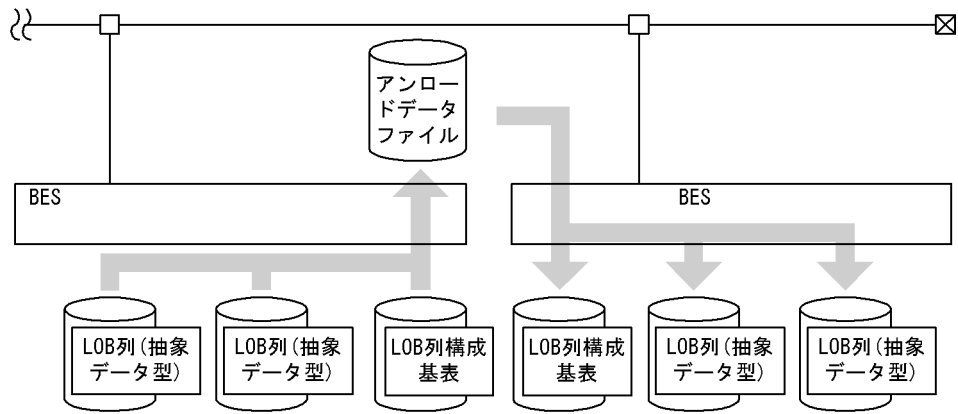 アンロー
ドデータ
ファイル
BES
BES
LOB列(抽象
データ型)
LOB列(抽象
データ型)
LOB列構成
基表
LOB列構成
基表
LOB列(抽象
データ型)
LOB列(抽象
データ型)